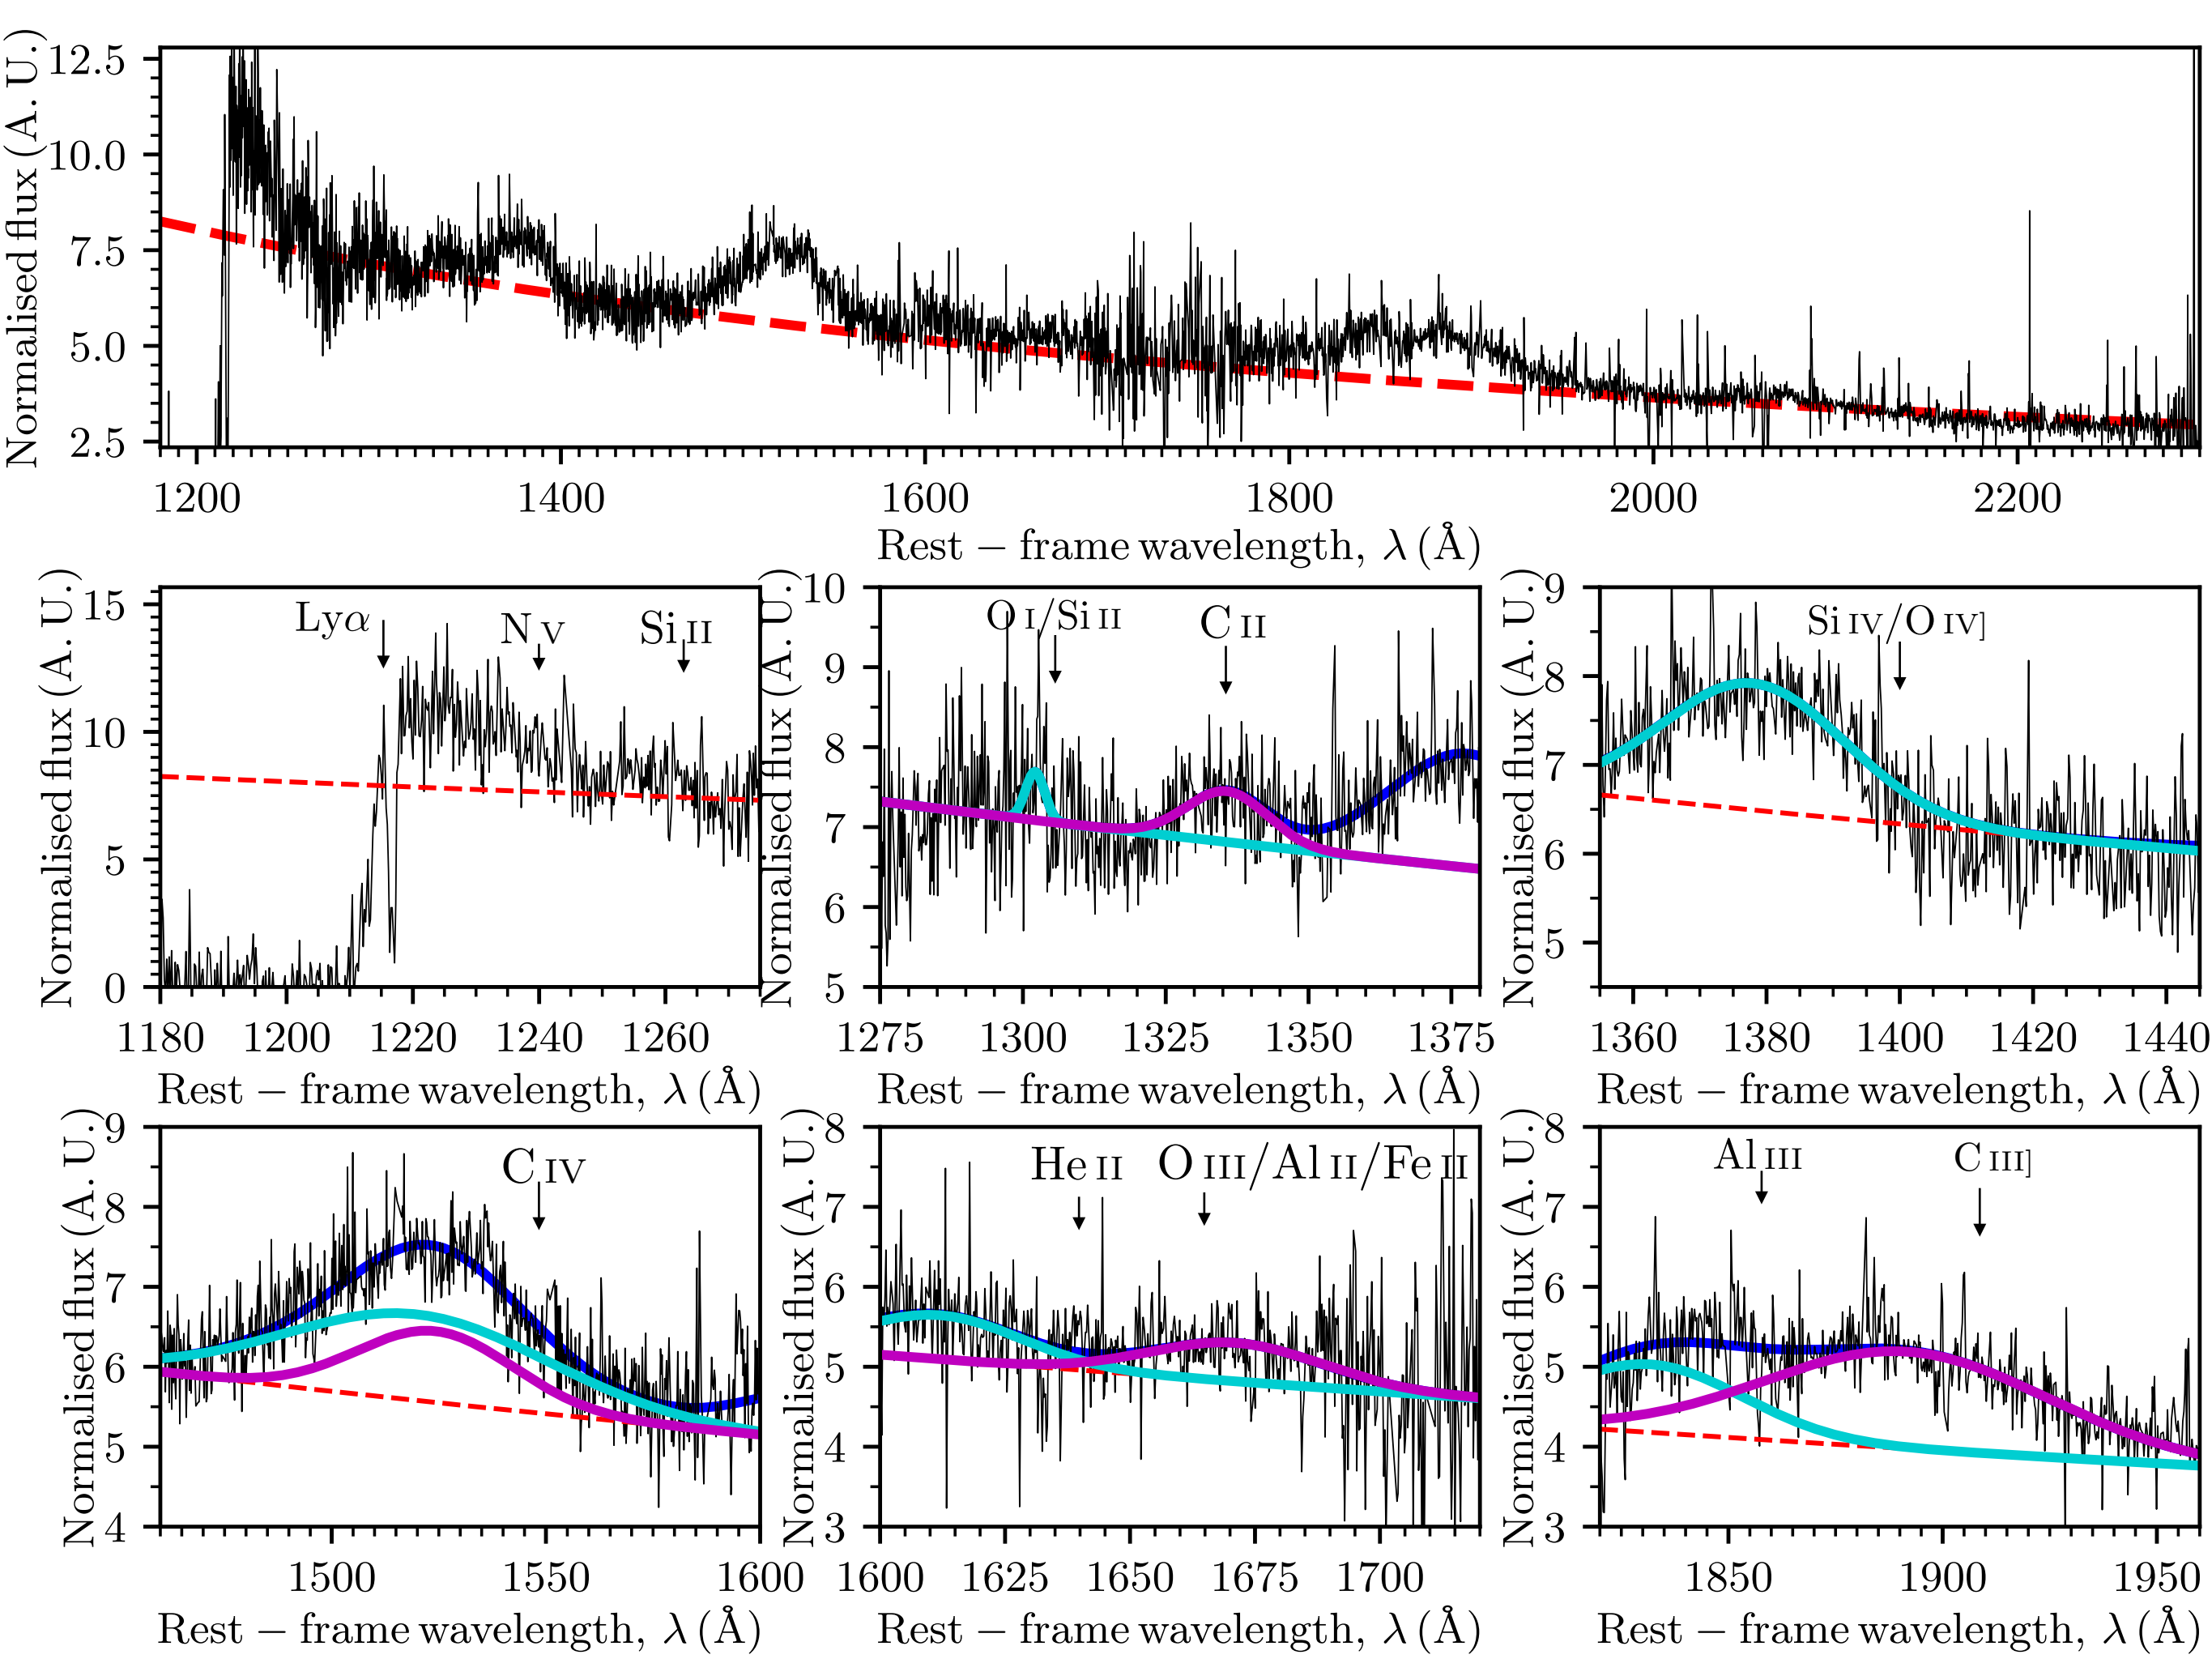 Normalised flux (A. U.)
12.5
10.0
7.5
5.0
2.5
1200 1400 1600 1800 2000 2200
Rest − frame wavelength, λ (Å)
Normalised flux (A. U.)
15
10
5
0
Lyα N V Si II
1180 1200 1220 1240 1260
Rest − frame wavelength, λ (Å)
Normalised flux (A. U.)
10
9
8
7
6
5
O I/Si II C II
1275 1300 1325 1350 1375
Rest − frame wavelength, λ (Å)
Normalised flux (A. U.)
9
8
7
6
5
Si IV/O IV]
1360 1380 1400 1420 1440
Rest − frame wavelength, λ (Å)
Normalised flux (A. U.)
9
8
7
6
5
4
C IV
1500 1550 1600
Rest − frame wavelength, λ (Å)
Normalised flux (A. U.)
8
7
6
5
4
3
He II O III/Al II/Fe II
1600 1625 1650 1675 1700
Rest − frame wavelength, λ (Å)
Normalised flux (A. U.)
8
7
6
5
4
3
Al III C III]
1850 1900 1950
Rest − frame wavelength, λ (Å)